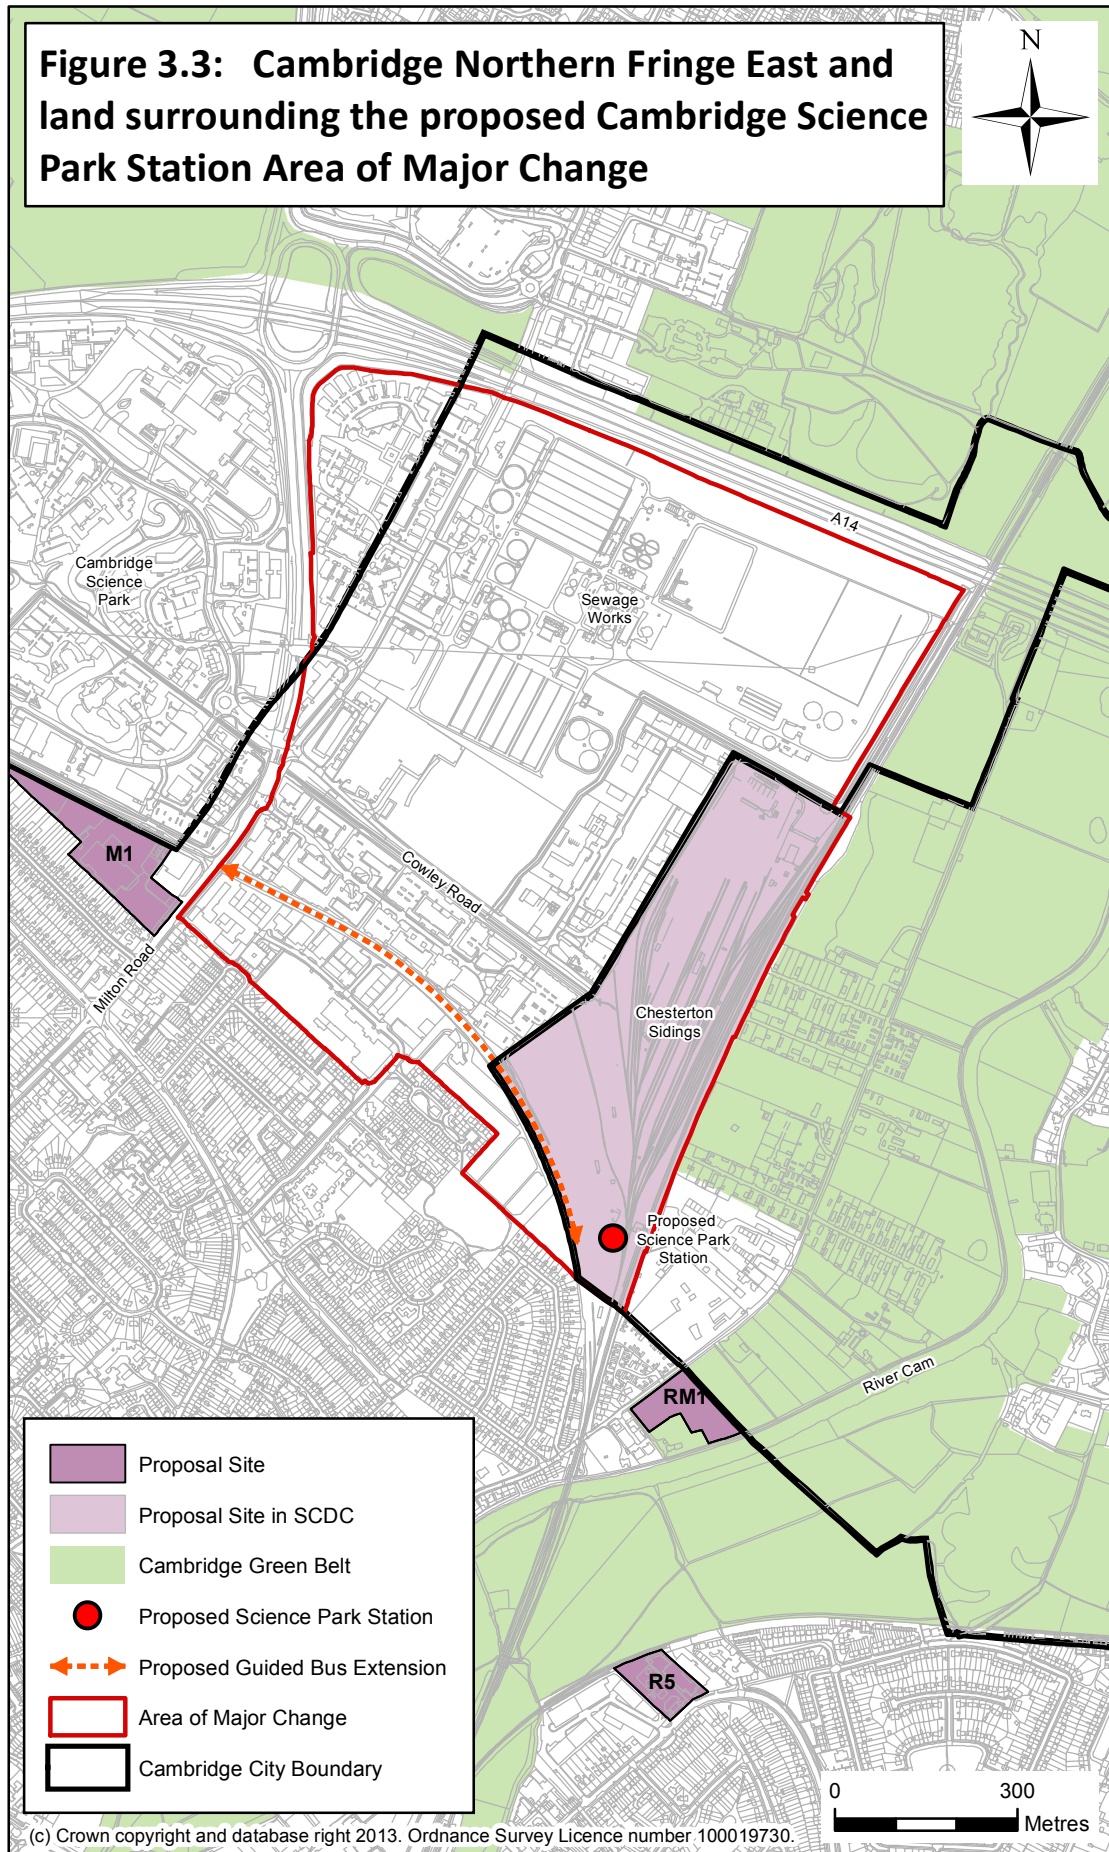 Figure 3.3: Cambridge Northern Fringe East and
land surrounding the proposed Cambridge Science
Park Station Area of Major Change
N
A14
Cambridge
Science
Park
Sewage
Works
M1
Cowley Road
Milton Road
Chesterton
Sidings
Proposed
Science Park
Station
River Cam
RM1
R5
Proposal Site
Proposal Site in SCDC
Cambridge Green Belt
Proposed Science Park Station
Proposed Guided Bus Extension
Area of Major Change
Cambridge City Boundary
0 300
Metres
(c) Crown copyright and database right 2013. Ordnance Survey Licence number 100019730.